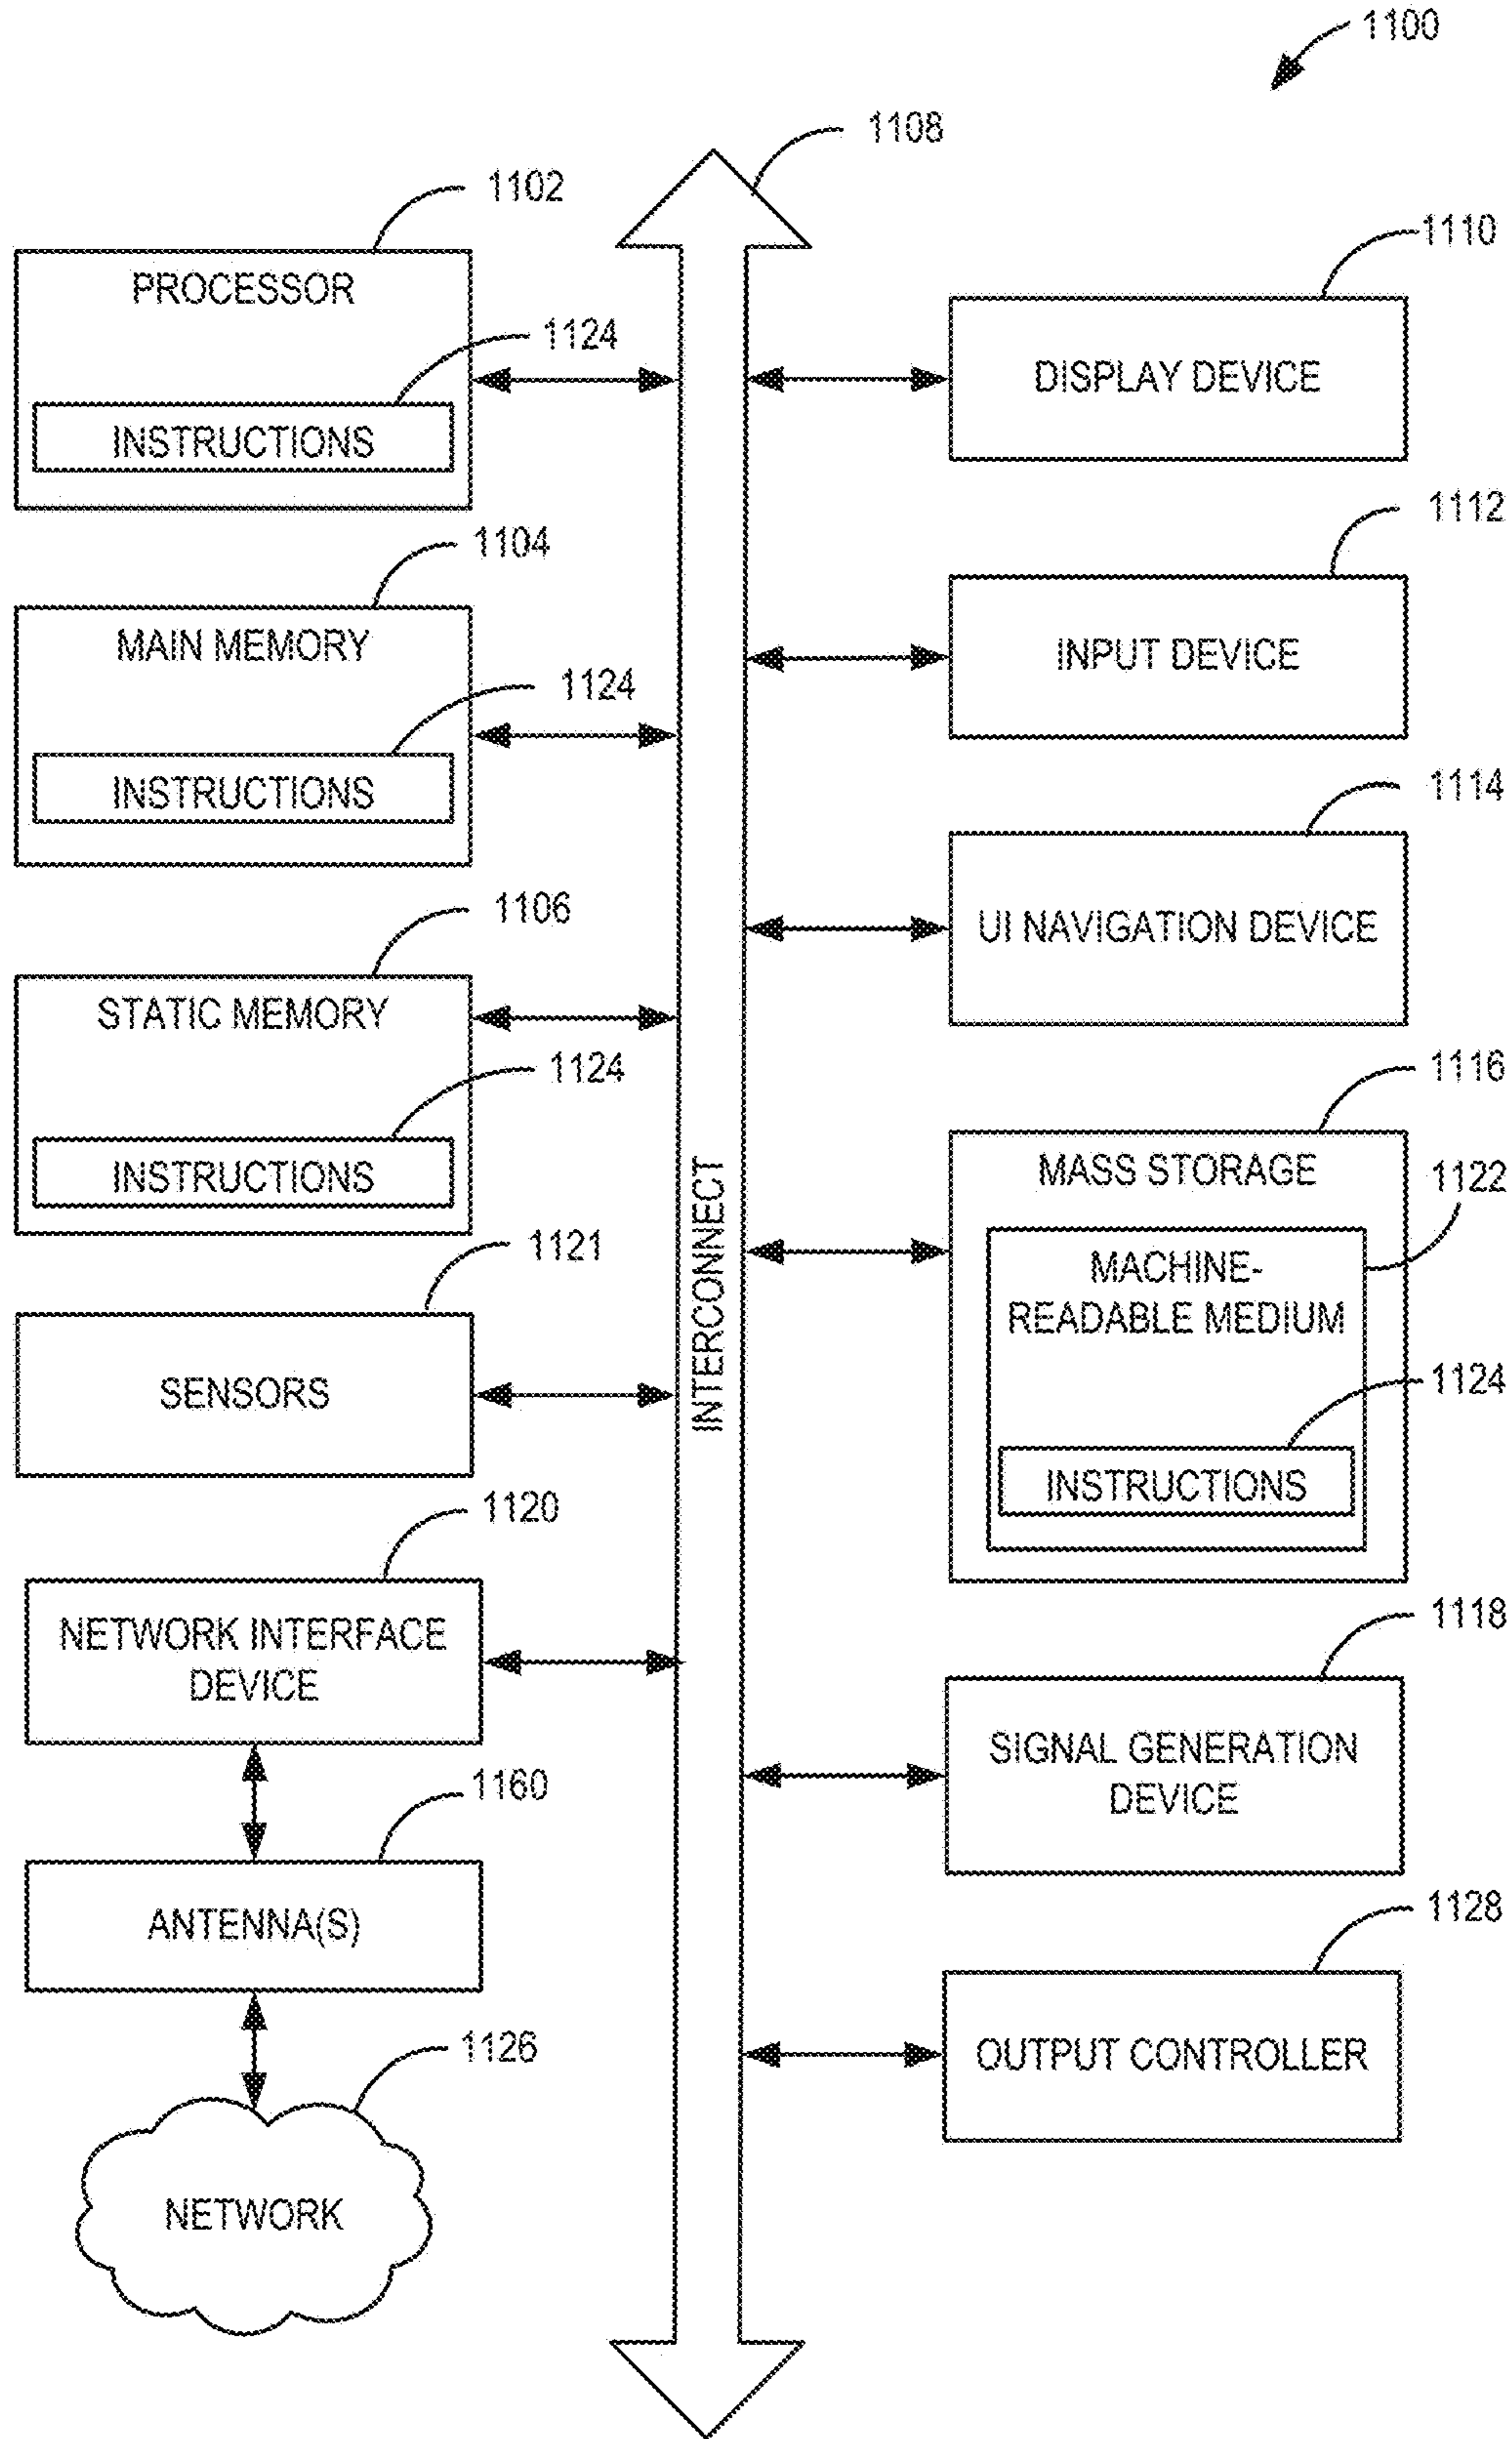 1100
1108
1102
PROCESSOR
1124
INSTRUCTIONS
1104
MAIN MEMORY
1124
INSTRUCTIONS
1106
STATIC MEMORY
1124
INSTRUCTIONS
1121
SENSORS
1120
NETWORK INTERFACE
DEVICE
1160
ANTENNA(S)
1126
NETWORK
INTERCONNECT
1110
DISPLAY DEVICE
1112
INPUT DEVICE
1114
UI NAVIGATION DEVICE
1116
MASS STORAGE
1122
MACHINE-
READABLE MEDIUM
1124
INSTRUCTIONS
1118
SIGNAL GENERATION
DEVICE
1128
OUTPUT CONTROLLER